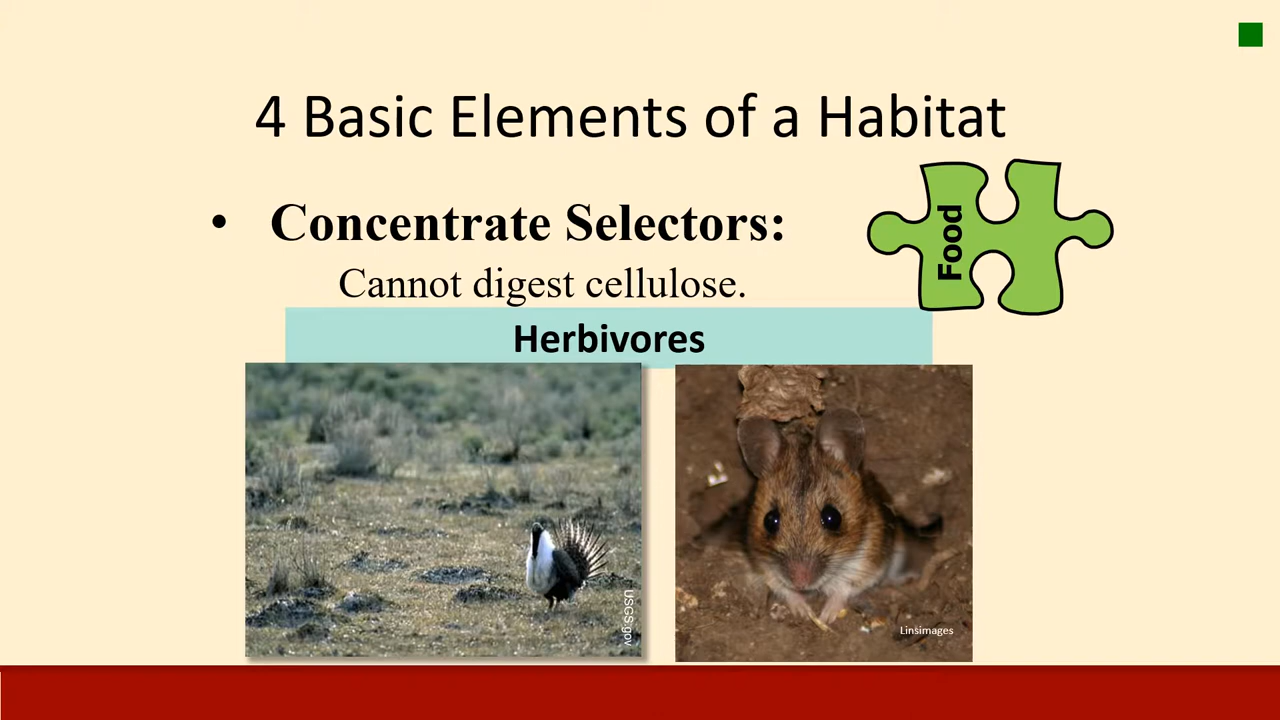 4 Basic Elements of a Habitat
• Concentrate Selectors:
Food
Cannot digest cellulose.
Herbivores
USGS.gov
Linsimages